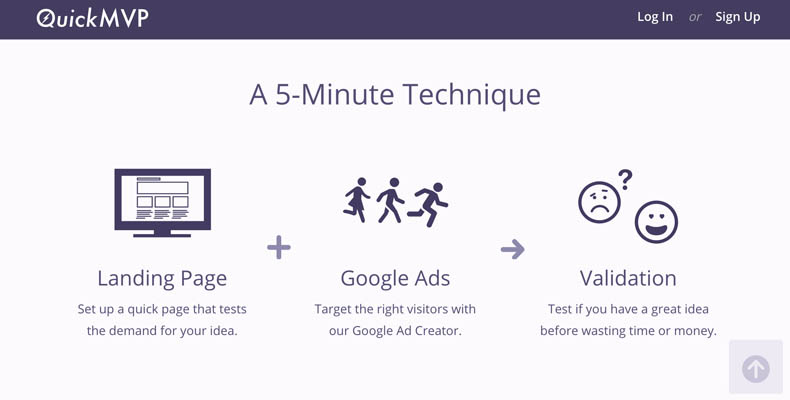 QuickMVP
Log In or Sign Up
A 5-Minute Technique
?
Landing Page
Google Ads
Validation
Set up a quick page that tests
the demand for your idea.
Target the right visitors with
our Google Ad Creator.
Test if you have a great idea
before wasting time or money.